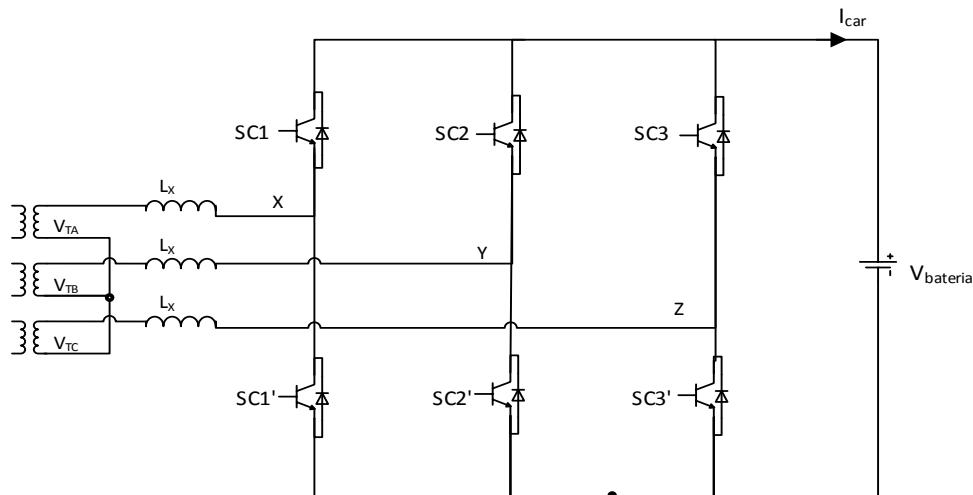 I_car
SC1
SC2
SC3
L_X
X
V_TA
L_X
Y
V_TB
V_bateria
L_X
Z
V_TC
SC1'
SC2'
SC3'